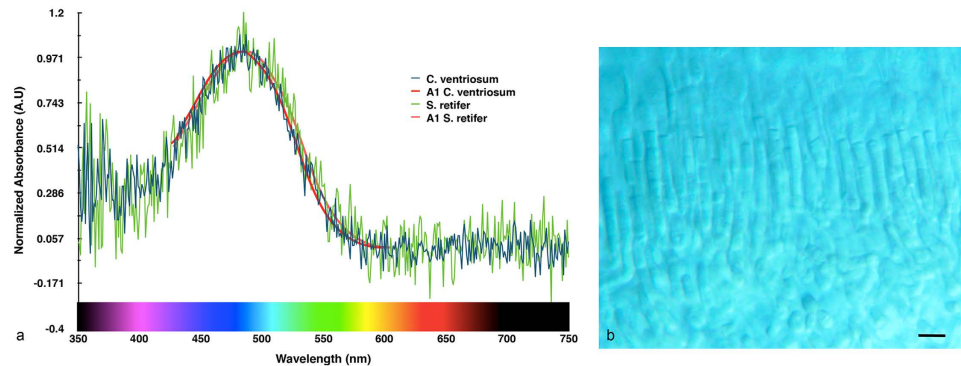 1.2
0.971
0.743
0.514
0.286
0.057
-0.171
-0.4
Normalized Absorbance (A.U)
C. ventriosum
A1 C. ventriosum
S. retifer
A1 S. retifer
350 400 450 500 550 600 650 700 750
Wavelength (nm)
a
b